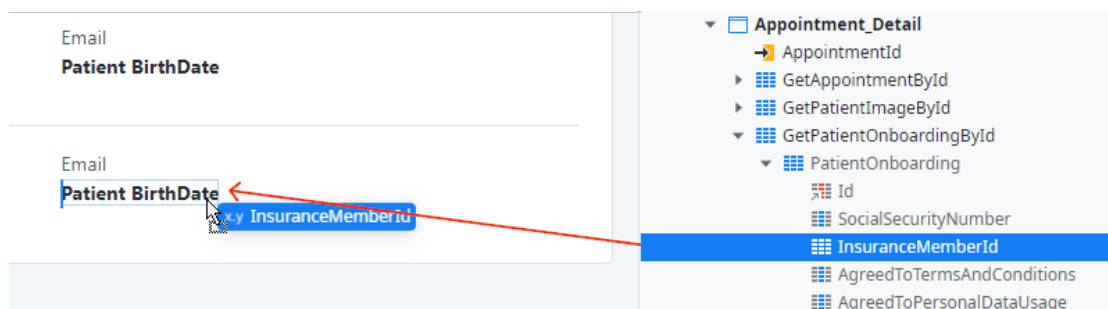 Email
Patient BirthDate
Email
Patient BirthDate
x.y InsuranceMemberId
Appointment_Detail
AppointmentId
GetAppointmentById
GetPatientImageById
GetPatientOnboardingById
PatientOnboarding
Id
SocialSecurityNumber
InsuranceMemberId
AgreedToTermsAndConditions
AgreedToPersonalDataUsage